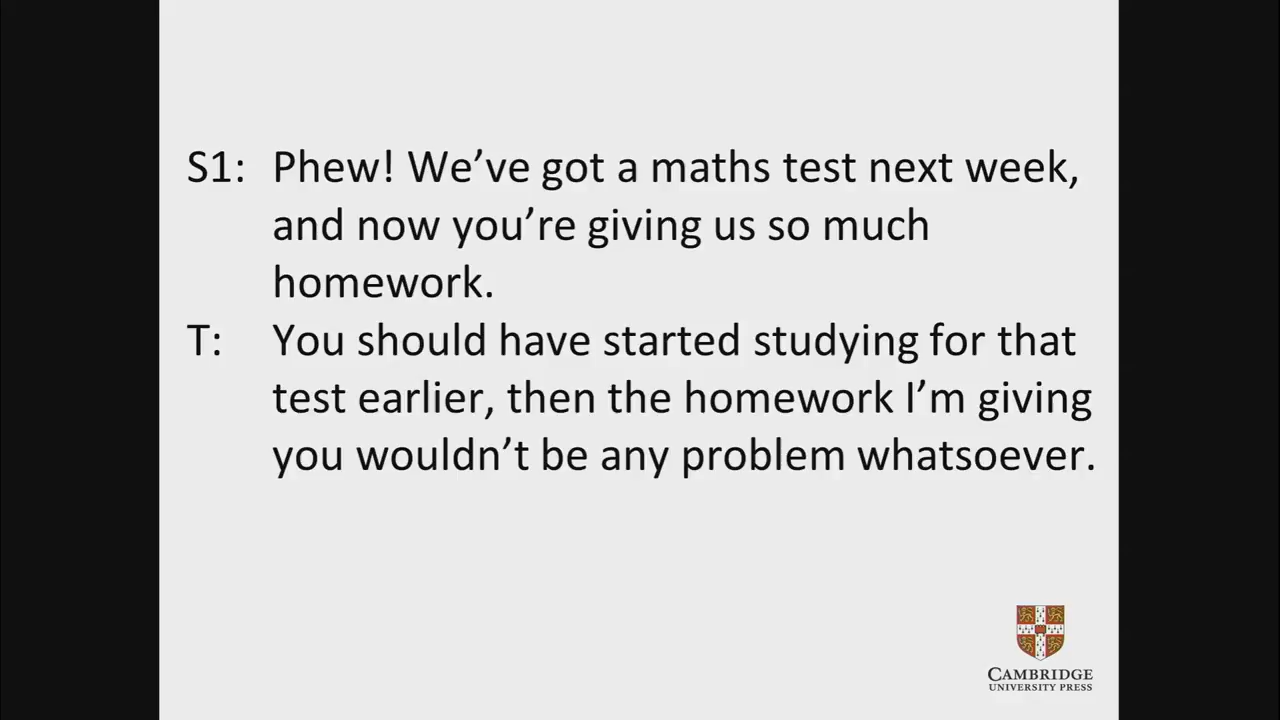 S1: Phew! We’ve got a maths test next week,
and now you’re giving us so much
homework.
T: You should have started studying for that
test earlier, then the homework I’m giving
you wouldn’t be any problem whatsoever.
CAMBRIDGE
UNIVERSITY PRESS